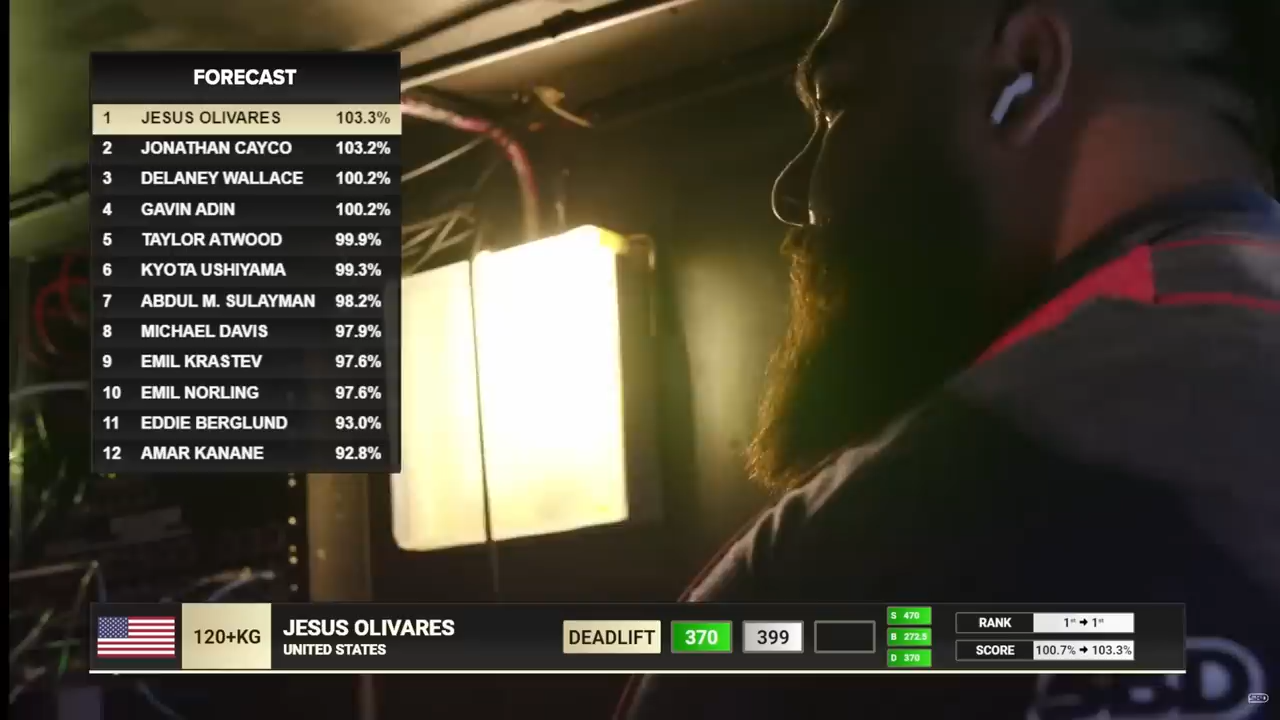 FORECAST
1 JESUS OLIVARES 103.3%
2 JONATHAN CAYCO 103.2%
3 DELANEY WALLACE 100.2%
4 GAVIN ADIN 100.2%
5 TAYLOR ATWOOD 99.9%
6 KYOTA USHIYAMA 99.3%
7 ABDUL M. SULAYMAN 98.2%
8 MICHAEL DAVIS 97.9%
9 EMIL KRASTEV 97.6%
10 EMIL NORLING 97.6%
11 EDDIE BERGLUND 93.0%
12 AMAR KANANE 92.8%
120+KG JESUS OLIVARES
UNITED STATES
DEADLIFT 370 399
S 470
B 272.5
D 370
RANK 1st → 1st
SCORE 100.7% → 103.3%
SBD
SBD